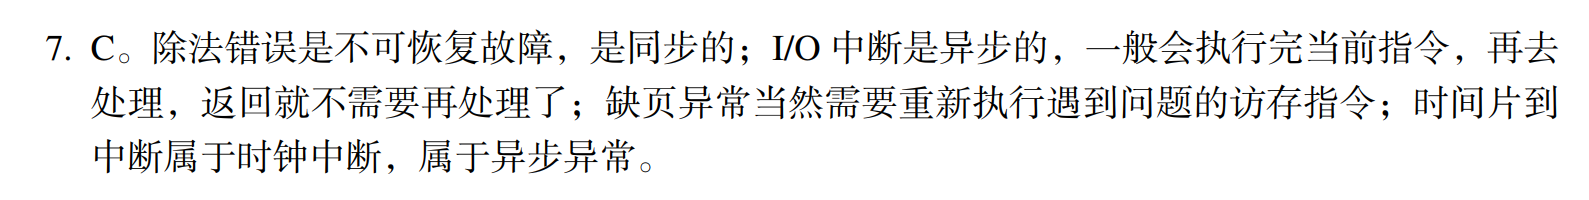 7. C。除法错误是不可恢复故障，是同步的；I/O 中断是异步的，一般会执行完当前指令，再去
处理，返回就不需要再处理了；缺页异常当然需要重新执行遇到问题的访存指令；时间片到
中断属于时钟中断，属于异步异常。